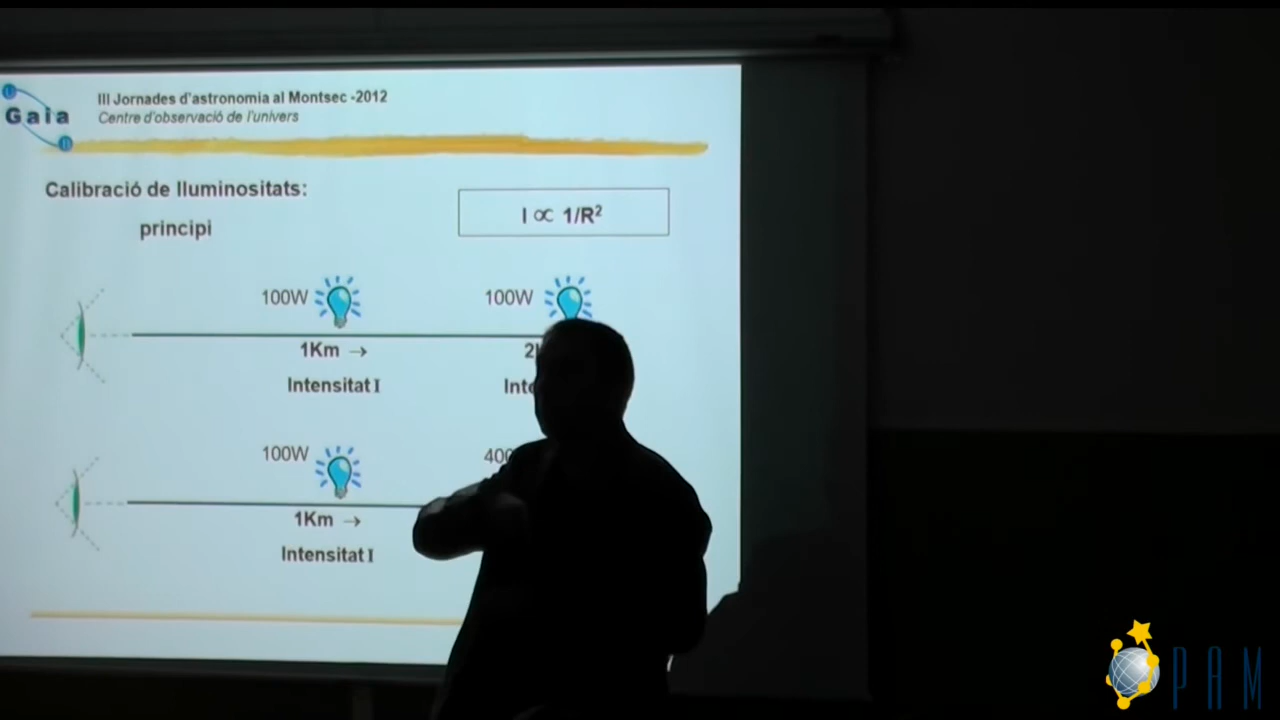 Gaia
III Jornades d'astronomia al Montsec -2012
Centre d'observació de l'univers
Calibració de lluminositats:
principi
I ∝ 1/R²
100W
100W
1Km →
Intensitat I
100W
1Km →
Intensitat I
PAM